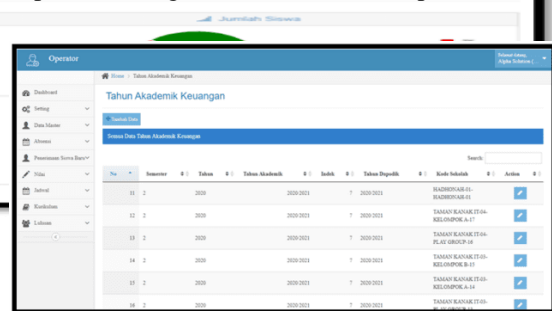 Jumlah Siswa
Operator
Selamat datang,
Alpha Solution (...
Home > Tahun Akademik Keuangan
Dashboard
Setting
Data Master
Absensi
Penerimaan Siswa Baru
Nilai
Jadwal
Kurikulum
Lulusan
Tahun Akademik Keuangan
Tambah Data
Semua Data Tahun Akademik Keuangan
Search:
No Semester Tahun Tahun Akademik Indek Tahun Dapodik Kode Sekolah Action
11 2 2020 2020/2021 7 2020/2021 HADHONAH-01-
HADHONAH-01
12 2 2020 2020/2021 7 2020/2021 TAMAN KANAK IT-04-
KELOMPOK A-17
13 2 2020 2020/2021 7 2020/2021 TAMAN KANAK IT-04-
PLAY GROUP-16
14 2 2020 2020/2021 7 2020/2021 TAMAN KANAK IT-03-
KELOMPOK B-15
15 2 2020 2020/2021 7 2020/2021 TAMAN KANAK IT-03-
KELOMPOK A-14
16 2 2020 2020/2021 7 2020/2021 TAMAN KANAK IT-03-